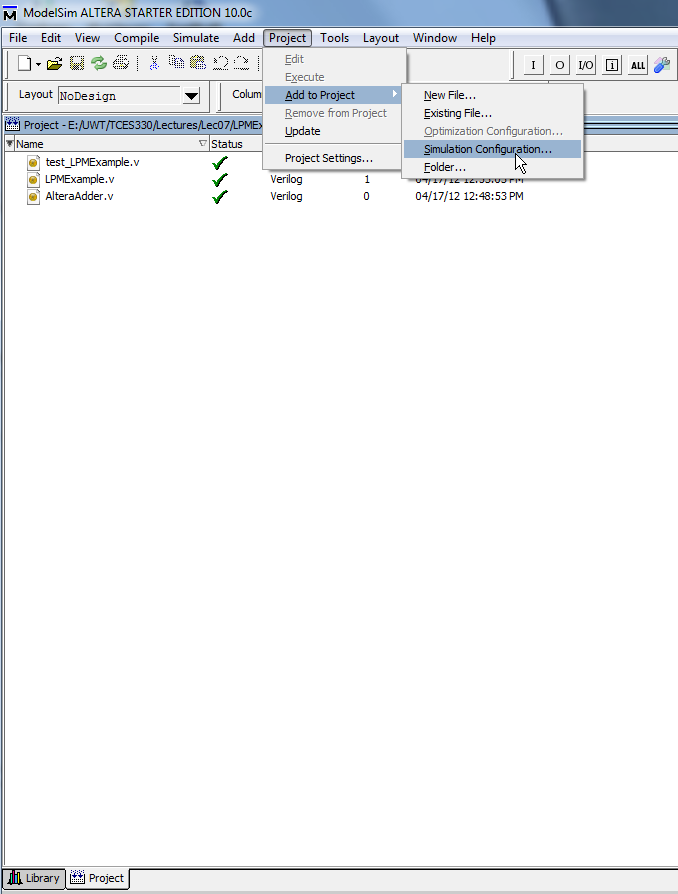 ModelSim ALTERA STARTER EDITION 10.0c
File Edit View Compile Simulate Add Project Tools Layout Window Help
Edit
Execute
Add to Project
Remove from Project
Update
Project Settings...
New File...
Existing File...
Optimization Configuration...
Simulation Configuration...
Folder...
I O I/O i ALL
Layout NoDesign Colum
Project - E:/UWT/TCES330/Lectures/Lec07/LPMEx
Name Status
test_LPMExample.v
LPMExample.v Verilog 1 04/17/12 12:53:05 PM
AlteraAdder.v Verilog 0 04/17/12 12:48:53 PM
Library Project